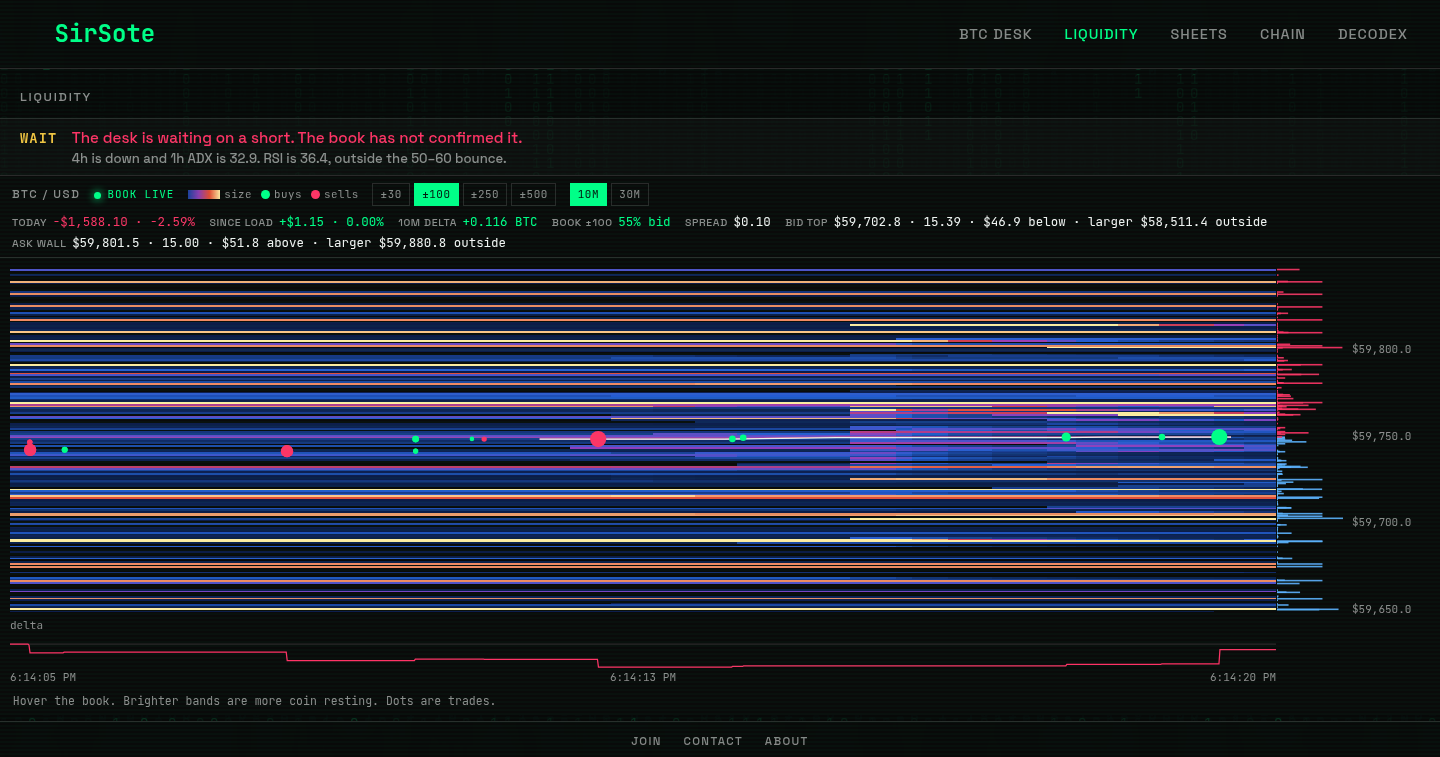 SirSote
BTC DESK LIQUIDITY SHEETS CHAIN DECODEX
LIQUIDITY
WAIT The desk is waiting on a short. The book has not confirmed it.
4h is down and 1h ADX is 32.9. RSI is 36.4, outside the 50–60 bounce.
BTC / USD BOOK LIVE size buys sells ±30 ±100 ±250 ±500 10M 30M
TODAY -$1,588.10 · -2.59% SINCE LOAD +$1.15 · 0.00% 10M DELTA +0.116 BTC BOOK ±100 55% bid SPREAD $0.10 BID TOP $59,702.8 · 15.39 · $46.9 below · larger $58,511.4 outside
ASK WALL $59,801.5 · 15.00 · $51.8 above · larger $59,880.8 outside
$59,800.0
$59,750.0
$59,700.0
$59,650.0
delta
6:14:05 PM 6:14:13 PM 6:14:20 PM
Hover the book. Brighter bands are more coin resting. Dots are trades.
JOIN CONTACT ABOUT